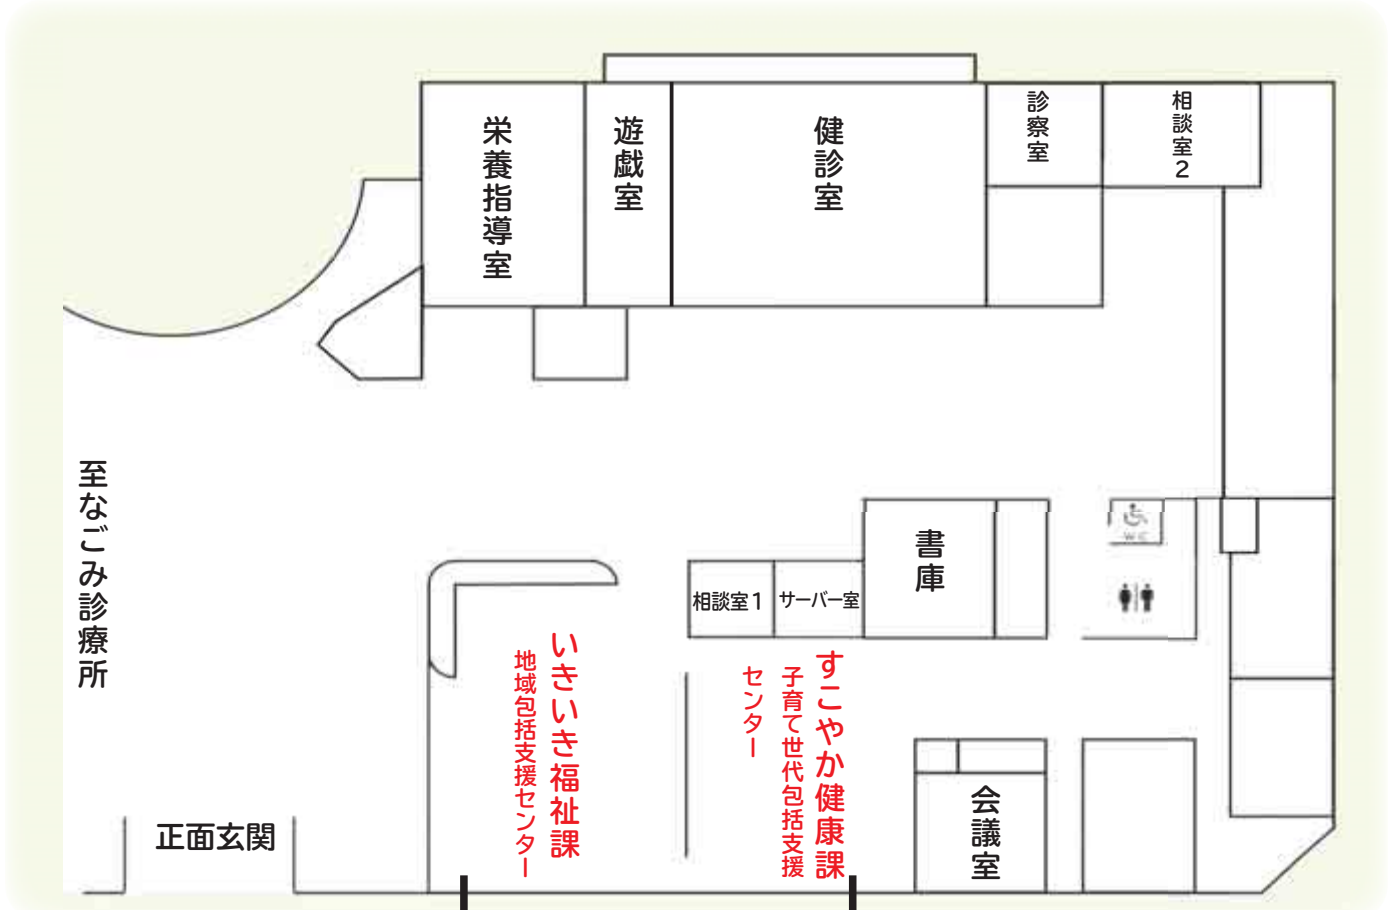 栄養指導室
遊戯室
健診室
診察室
相談室2
至なごみ診療所
書庫
WC
相談室1
サーバー室
いきいき福祉課
地域包括支援センター
すこやか健康課
子育て世代包括支援
センター
会議室
正面玄関